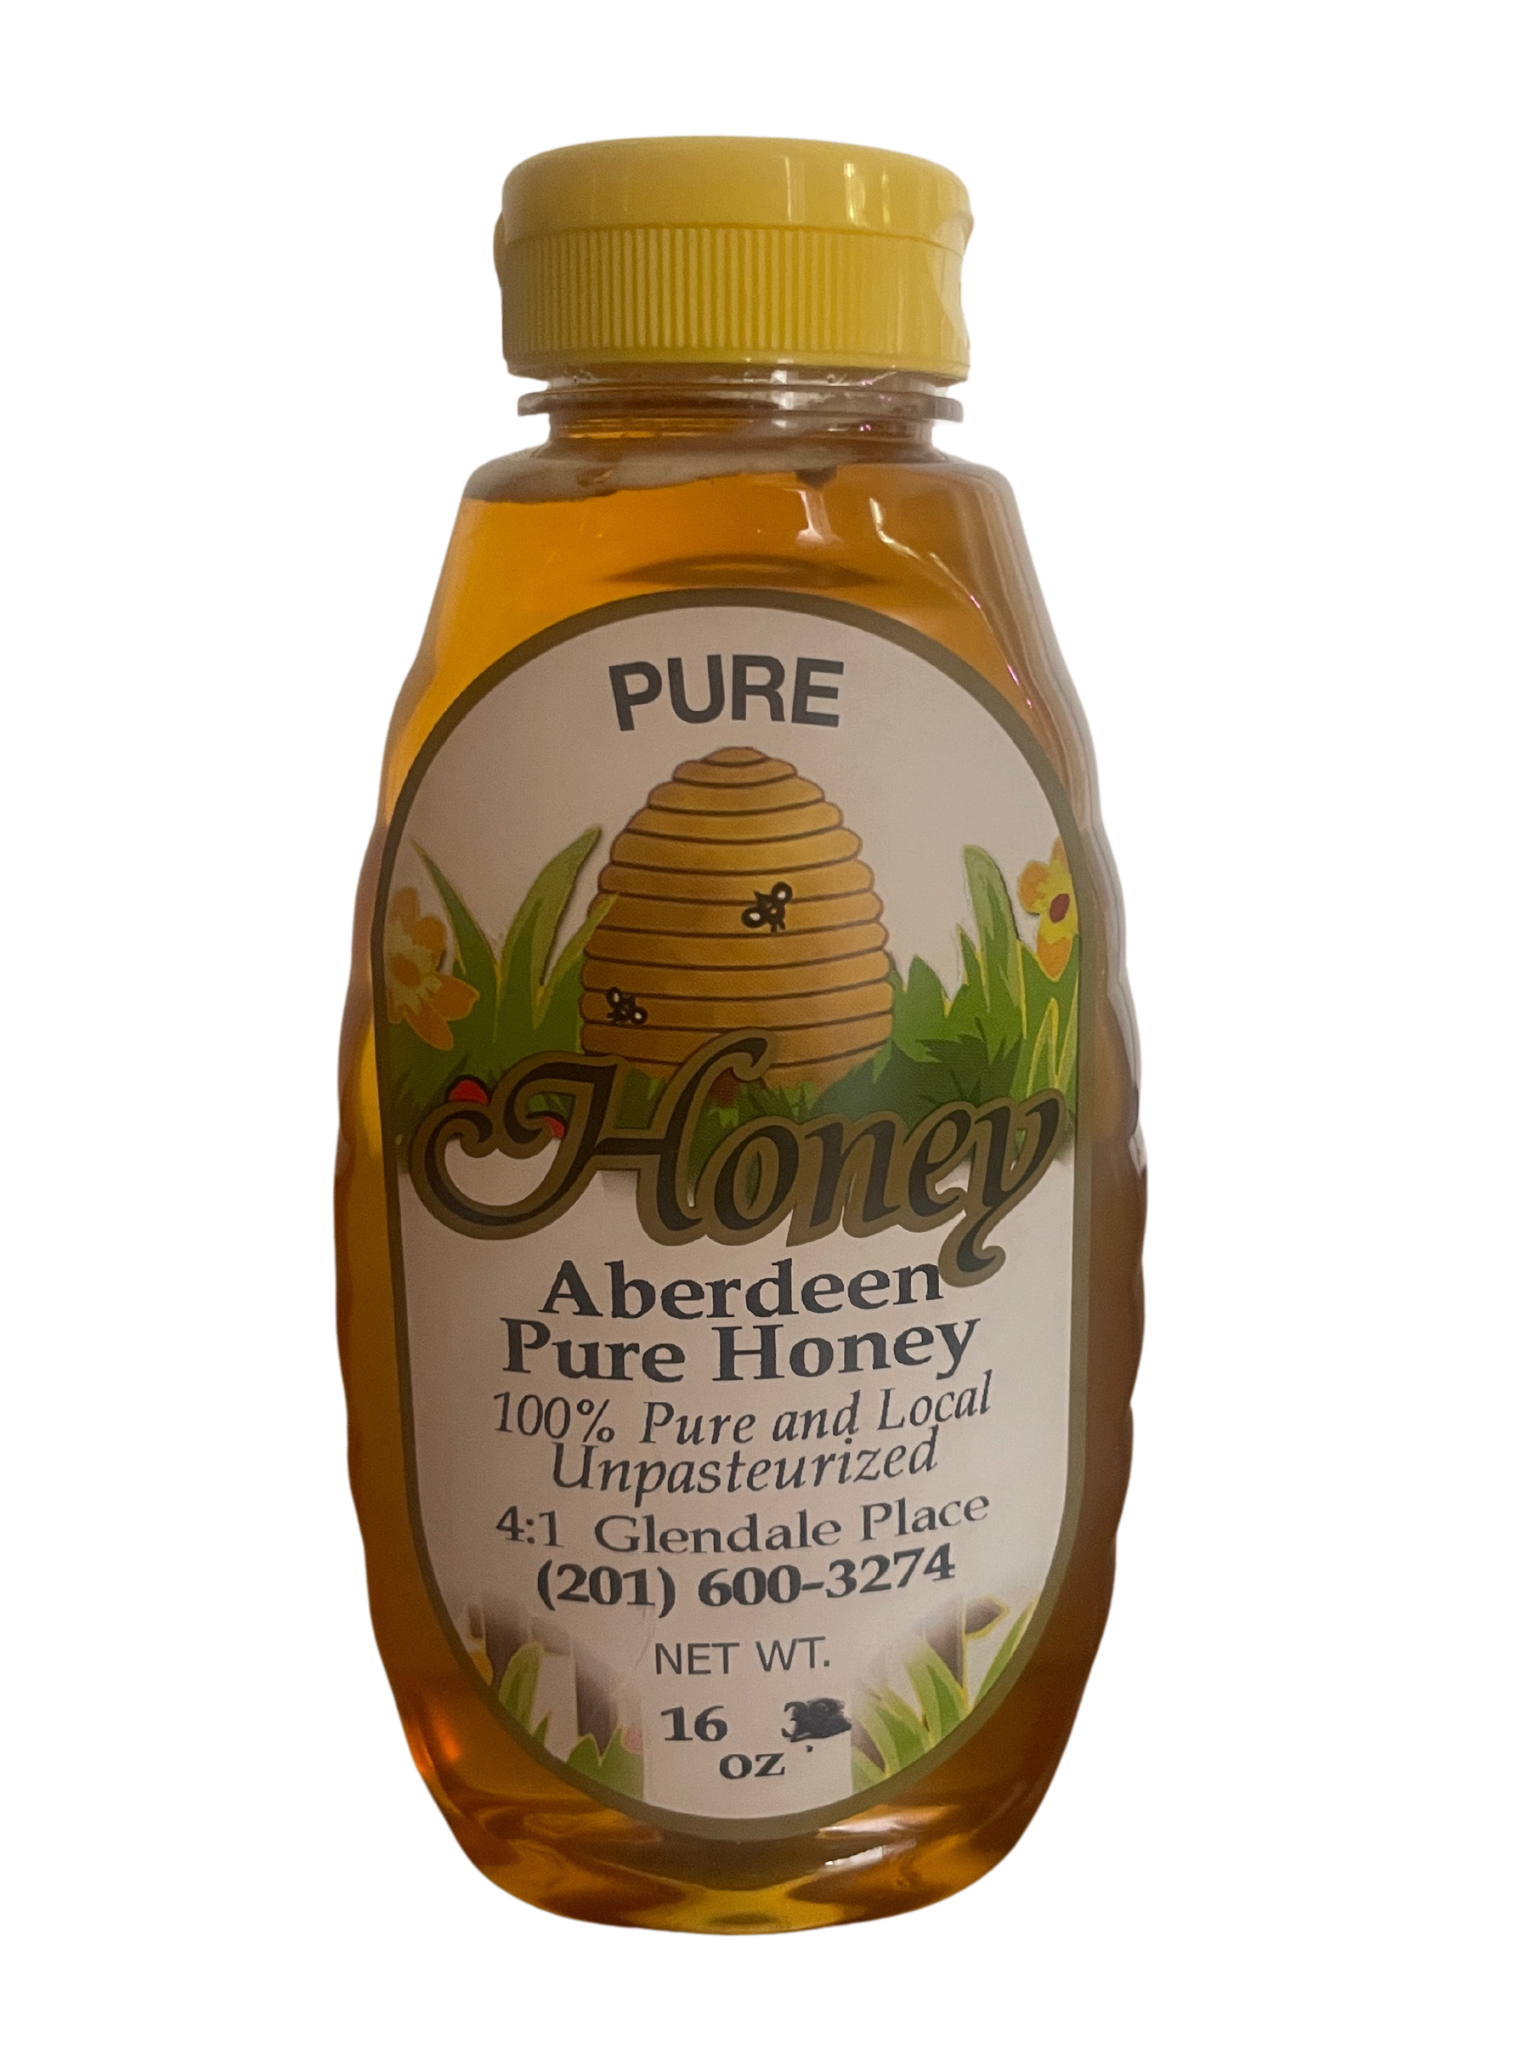 PURE
Honey
Aberdeen
Pure Honey
100% Pure and Local
Unpasteurized
4:1 Glendale Place
(201) 600-3274
NET WT.
16
oz